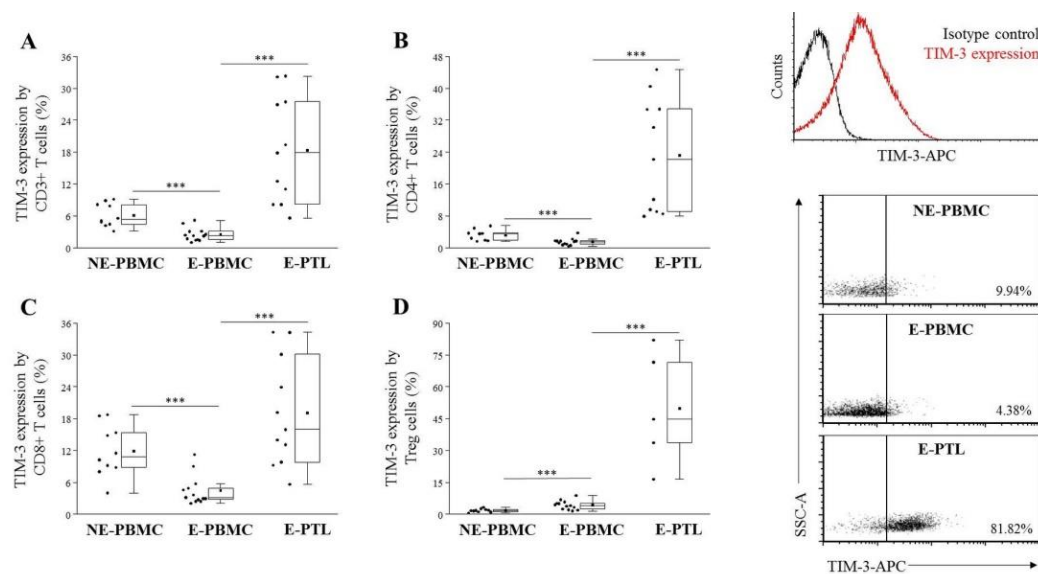 A
TIM-3 expression by
CD3+ T cells (%)
36
30
24
18
12
6
0
***
***
NE-PBMC E-PBMC E-PTL
B
TIM-3 expression by
CD4+ T cells (%)
48
40
32
24
16
8
0
***
***
NE-PBMC E-PBMC E-PTL
C
TIM-3 expression by
CD8+ T cells (%)
36
30
24
18
12
6
0
***
***
NE-PBMC E-PBMC E-PTL
D
TIM-3 expression by
Treg cells (%)
90
75
60
45
30
15
0
***
***
NE-PBMC E-PBMC E-PTL
Isotype control
TIM-3 expression
Counts
TIM-3-APC
NE-PBMC
9.94%
E-PBMC
4.38%
E-PTL
81.82%
SSC-A
TIM-3-APC